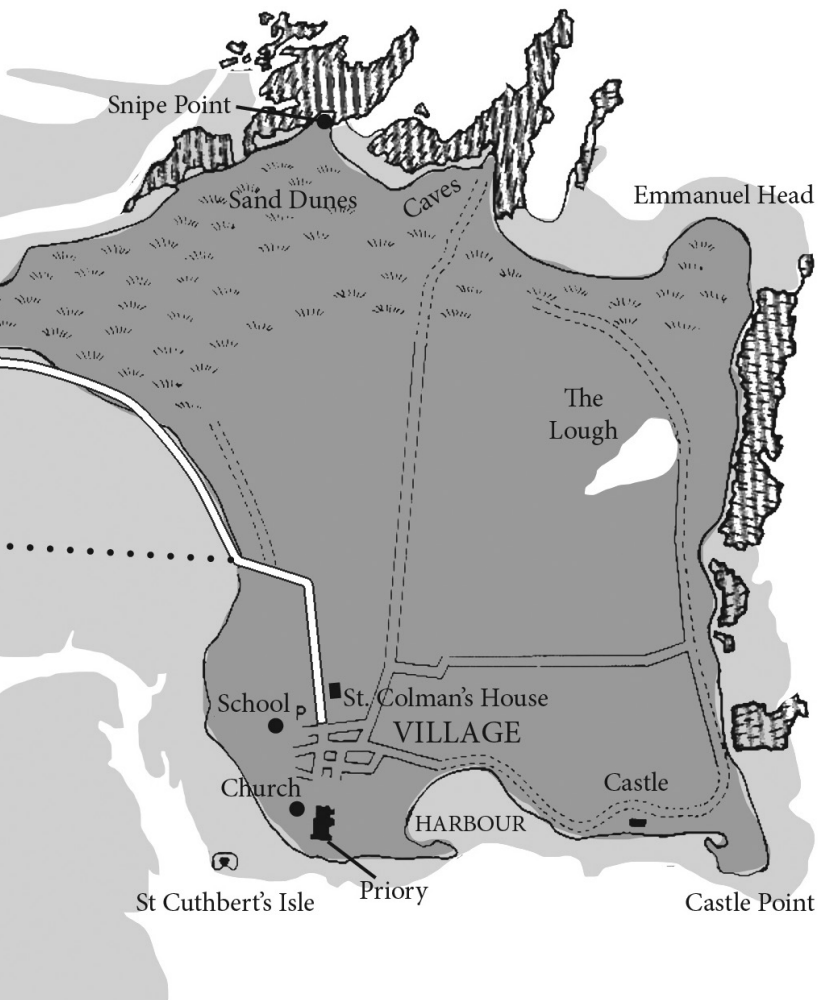 Snipe Point
Emmanuel Head
Sand Dunes
Caves
The
Lough
School
P
St. Colman's House
VILLAGE
Church
Castle
HARBOUR
Priory
St Cuthbert's Isle
Castle Point